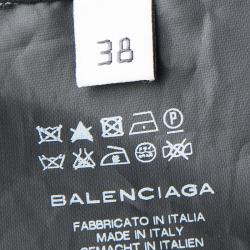 38
P
BALENCIAGA
FABBRICATO IN ITALIA
MADE IN ITALY
GEMACHT IN ITALIEN